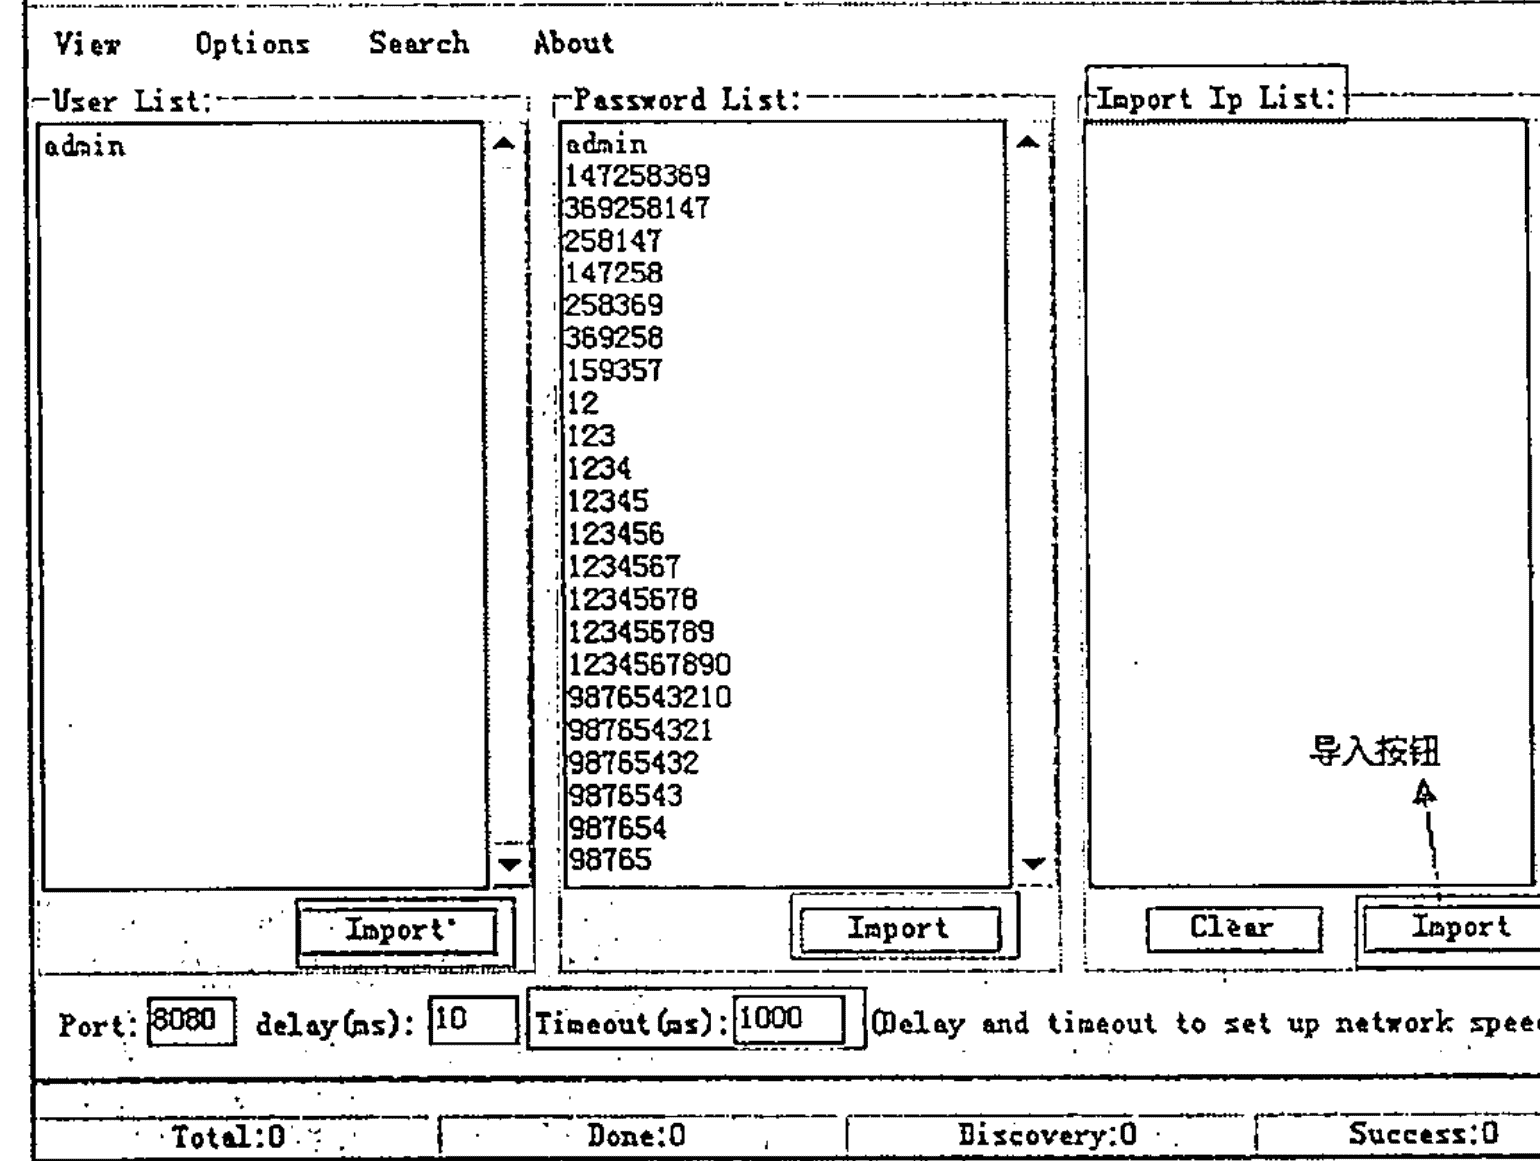 View Options Search About
User List:
admin
Import
Password List:
admin
147258369
369258147
258147
147258
258369
369258
159357
12
123
1234
12345
123456
1234567
12345678
123456789
1234567890
9876543210
987654321
98765432
9876543
987654
98765
Import
Import Ip List:
导入按钮
Clear Import
Port: 8080 delay(ms): 10 Timeout(ms): 1000 (Delay and timeout to set up network
Total:0 Done:0 Discovery:0 Success:0